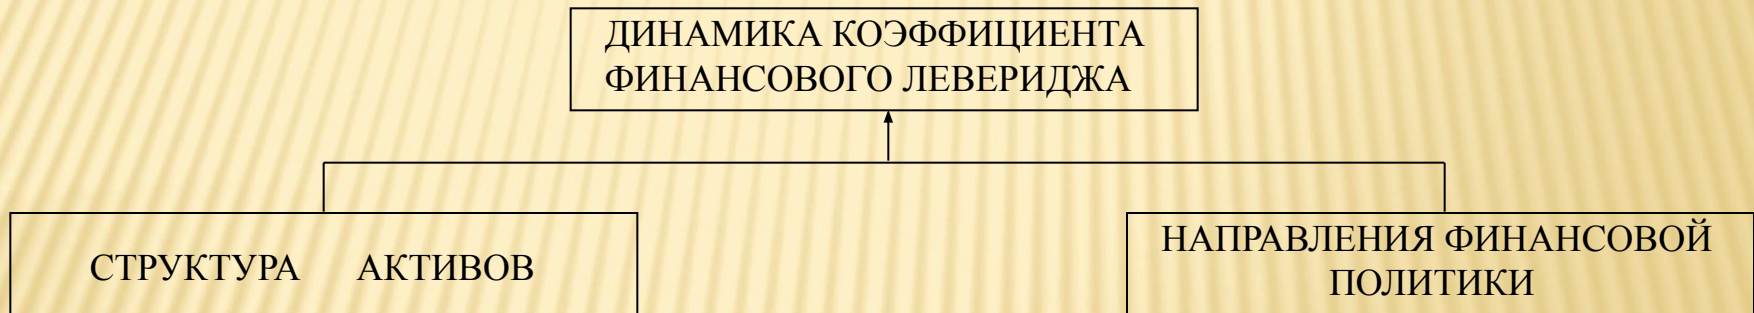 ДИНАМИКА КОЭФФИЦИЕНТА
ФИНАНСОВОГО ЛЕВЕРИДЖА
СТРУКТУРА АКТИВОВ
НАПРАВЛЕНИЯ ФИНАНСОВОЙ
ПОЛИТИКИ